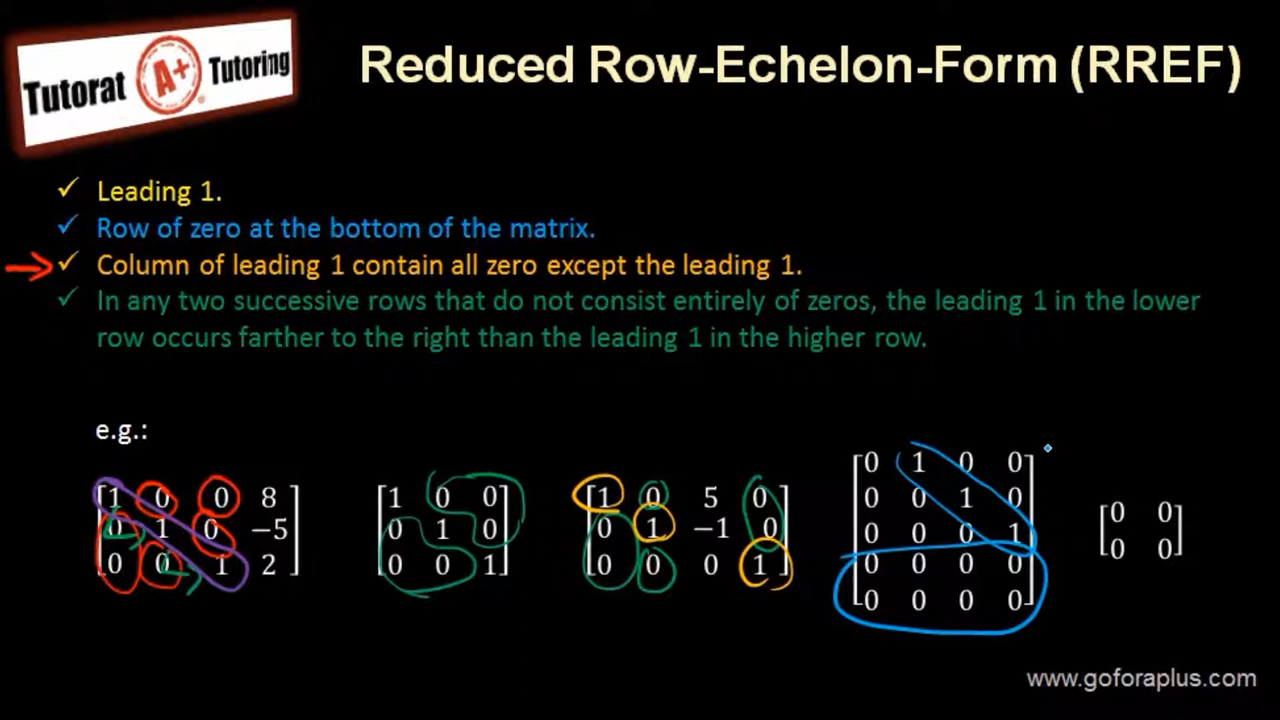 Tutorat A+ Tutoring
Reduced Row-Echelon-Form (RREF)
✓ Leading 1.
✓ Row of zero at the bottom of the matrix.
✓ Column of leading 1 contain all zero except the leading 1.
✓ In any two successive rows that do not consist entirely of zeros, the leading 1 in the lower
row occurs farther to the right than the leading 1 in the higher row.
e.g.:
1 0 0 8
0 1 0 −5
0 0 1 2
1 0 0
0 1 0
0 0 1
1 0 5 0
0 1 −1 0
0 0 0 1
0 1 0 0
0 0 1 0
0 0 0 1
0 0 0 0
0 0 0 0
0 0
0 0
www.goforaplus.com